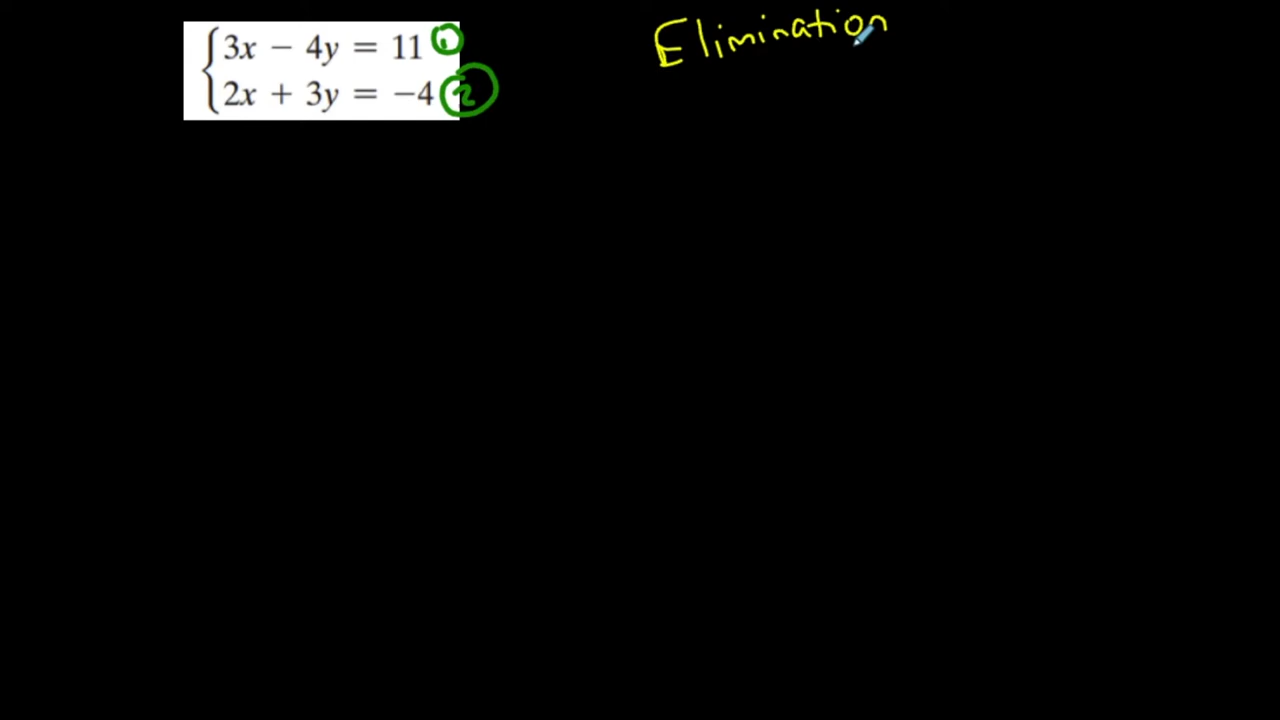 3x − 4y = 11 ①
2x + 3y = −4 ②
Elimination